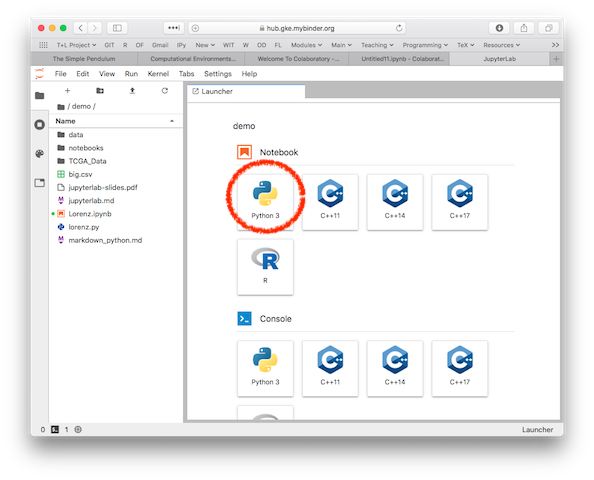 hub.gke.mybinder.org
T+L Project GIT R OF Gmail IPy New WIT W OD FL Modules Main Teaching Programming TeX Resources >>
The Simple Pendulum Computational Environments... Welcome To Colaboratory -... Untitled11.ipynb - Colaborat... JupyterLab
File Edit View Run Kernel Tabs Settings Help
+
Launcher
/ demo /
Name
data
notebooks
TCGA_Data
big.csv
jupyterlab-slides.pdf
jupyterlab.md
Lorenz.ipynb
lorenz.py
markdown_python.md
demo
Notebook
Python 3 C++11 C++14 C++17
R
Console
Python 3 C++11 C++14 C++17
0 1 Launcher